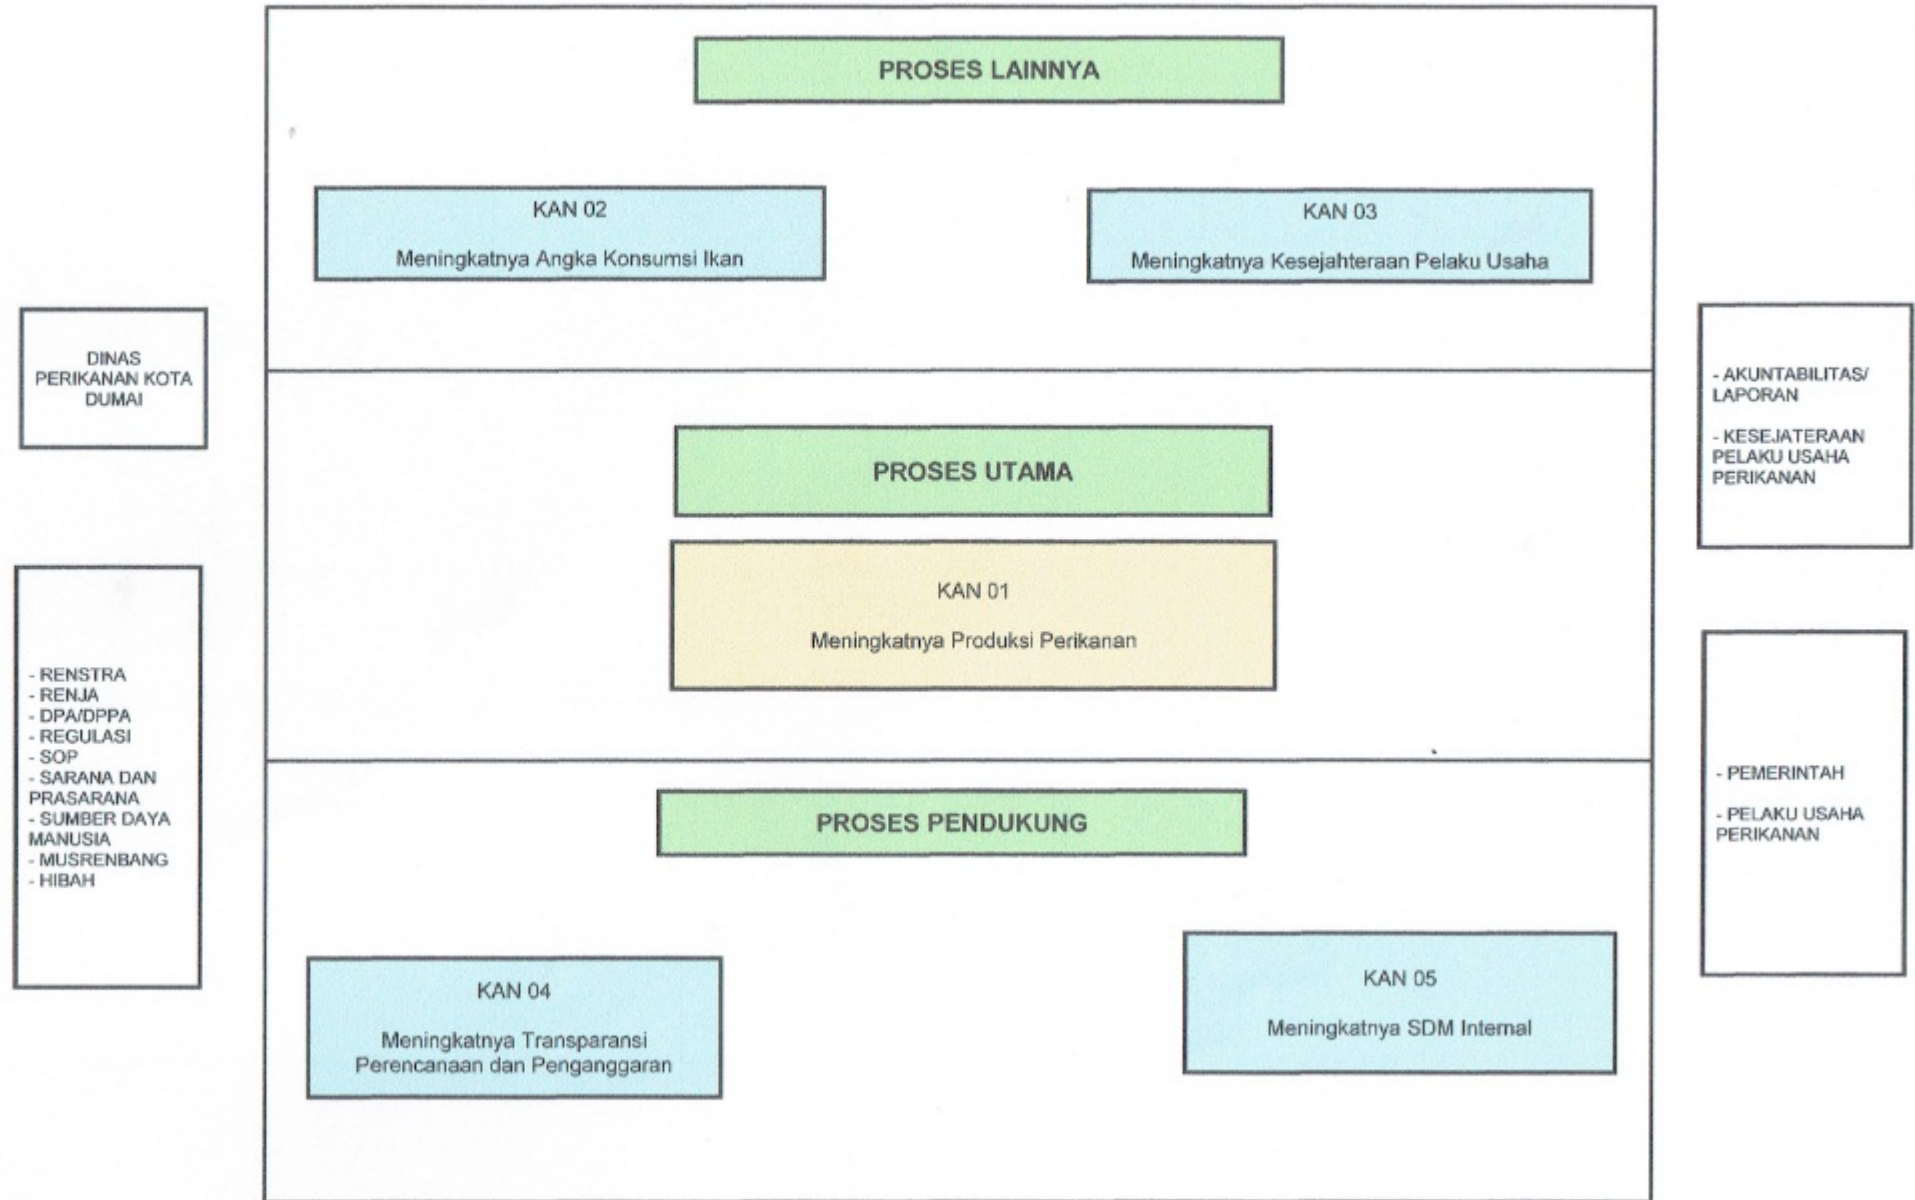 PROSES LAINNYA
KAN 02
Meningkatnya Angka Konsumsi Ikan
KAN 03
Meningkatnya Kesejahteraan Pelaku Usaha
DINAS
PERIKANAN KOTA
DUMAI
- RENSTRA
- RENJA
- DPA/DPPA
- REGULASI
- SOP
- SARANA DAN
PRASARANA
- SUMBER DAYA
MANUSIA
- MUSRENBANG
- HIBAH
PROSES UTAMA
KAN 01
Meningkatnya Produksi Perikanan
PROSES PENDUKUNG
KAN 04
Meningkatnya Transparansi
Perencanaan dan Penganggaran
KAN 05
Meningkatnya SDM Internal
- AKUNTABILITAS/
LAPORAN
- KESEJATERAAN
PELAKU USAHA
PERIKANAN
- PEMERINTAH
- PELAKU USAHA
PERIKANAN